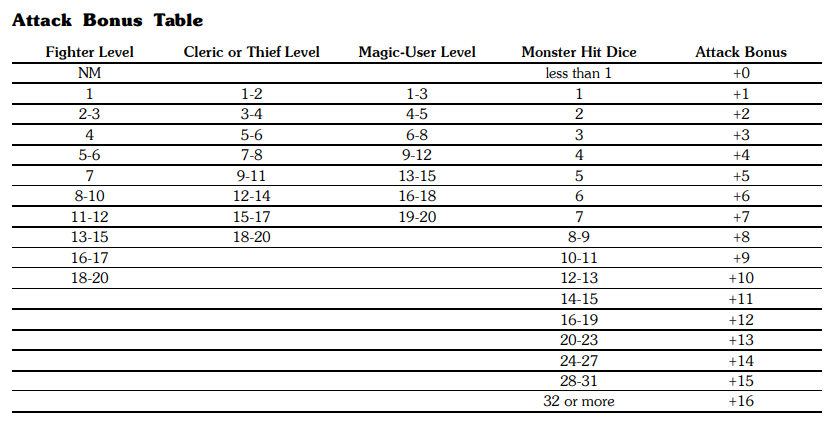 Attack Bonus Table
Fighter Level Cleric or Thief Level Magic-User Level Monster Hit Dice Attack Bonus
NM less than 1 +0
1 1-2 1-3 1 +1
2-3 3-4 4-5 2 +2
4 5-6 6-8 3 +3
5-6 7-8 9-12 4 +4
7 9-11 13-15 5 +5
8-10 12-14 16-18 6 +6
11-12 15-17 19-20 7 +7
13-15 18-20 8-9 +8
16-17 10-11 +9
18-20 12-13 +10
14-15 +11
16-19 +12
20-23 +13
24-27 +14
28-31 +15
32 or more +16